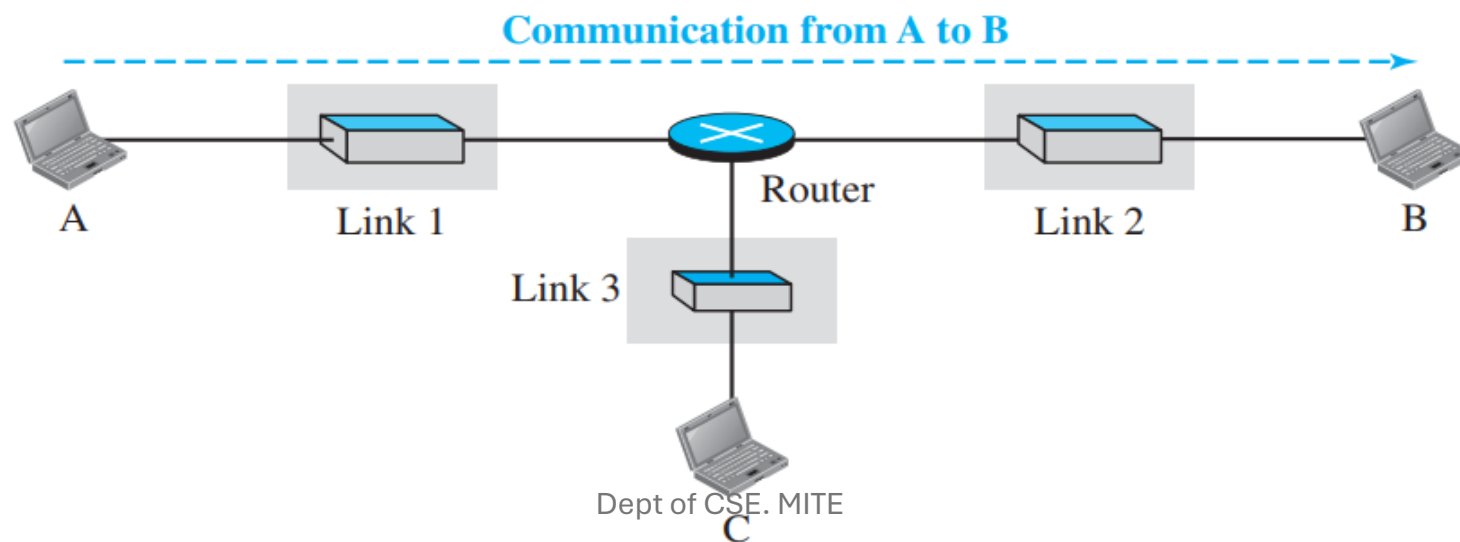 Communication from A to B
A
Link 1
Router
Link 2
B
Link 3
Dept of CSE. MITE
C